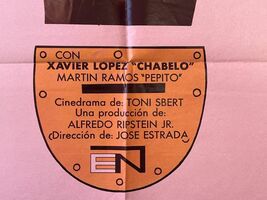 CON
XAVIER LOPEZ "CHABELO"
MARTIN RAMOS "PEPITO"
Cinedrama de: TONI SBERT
Una producción de:
ALFREDO RIPSTEIN JR.
Dirección de: JOSE ESTRADA
EN